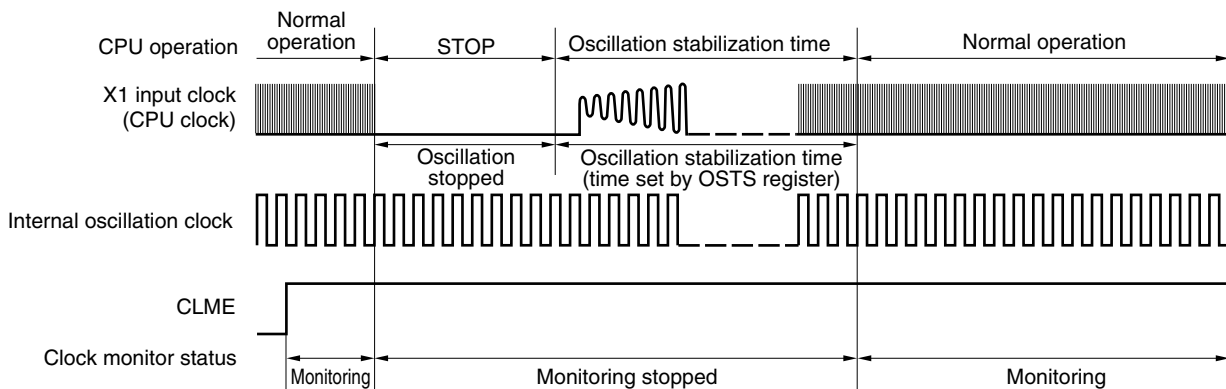 Normal
operation
CPU operation
STOP
Oscillation stabilization time
Normal operation
X1 input clock
(CPU clock)
Oscillation
stopped
Oscillation stabilization time
(time set by OSTS register)
Internal oscillation clock
CLME
Clock monitor status
Monitoring
Monitoring stopped
Monitoring